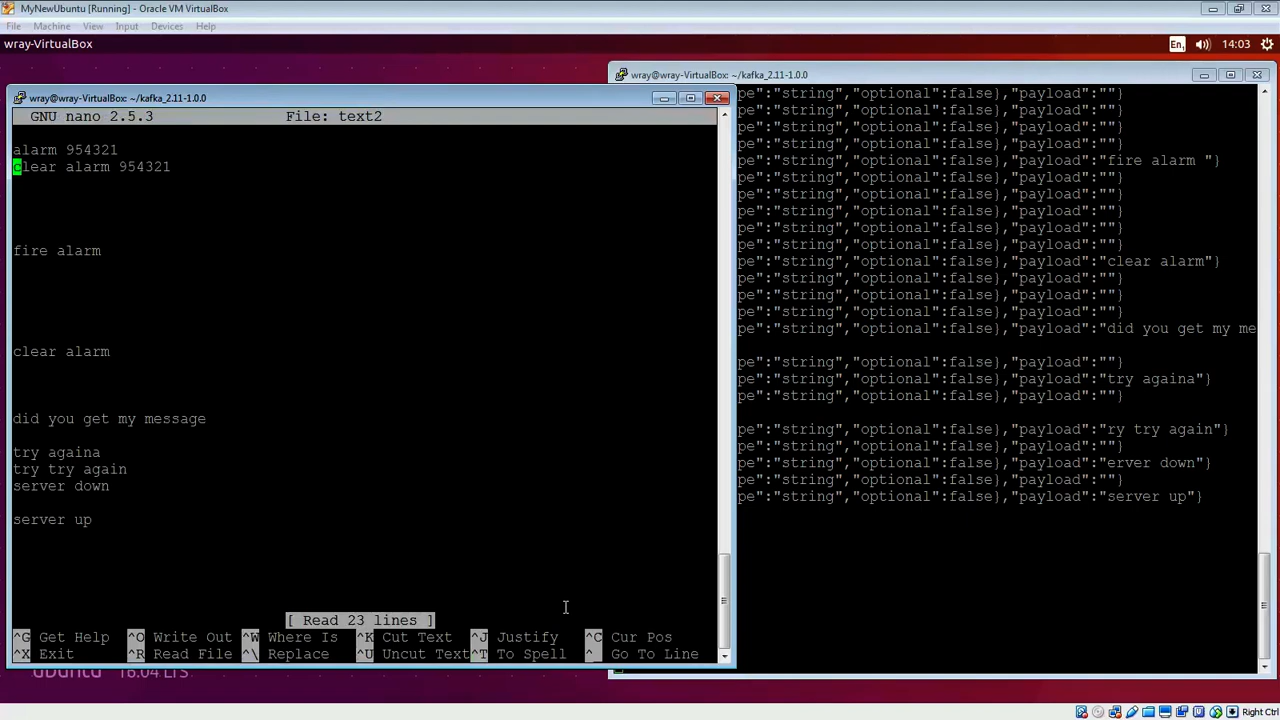 MyNewUbuntu [Running] - Oracle VM VirtualBox
File Machine View Input Devices Help
wray-VirtualBox
En 14:03
wray@wray-VirtualBox: ~/kafka_2.11-1.0.0
GNU nano 2.5.3 File: text2
alarm 954321
clear alarm 954321
fire alarm
clear alarm
did you get my message
try againa
try try again
server down
server up
[ Read 23 lines ]
^G Get Help ^O Write Out ^W Where Is ^K Cut Text ^J Justify ^C Cur Pos
^X Exit ^R Read File ^\ Replace ^U Uncut Text ^T To Spell ^_ Go To Line
wray@wray-VirtualBox: ~/kafka_2.11-1.0.0
pe":"string","optional":false},"payload":""}
pe":"string","optional":false},"payload":""}
pe":"string","optional":false},"payload":""}
pe":"string","optional":false},"payload":""}
pe":"string","optional":false},"payload":"fire alarm "}
pe":"string","optional":false},"payload":""}
pe":"string","optional":false},"payload":""}
pe":"string","optional":false},"payload":""}
pe":"string","optional":false},"payload":""}
pe":"string","optional":false},"payload":""}
pe":"string","optional":false},"payload":"clear alarm"}
pe":"string","optional":false},"payload":""}
pe":"string","optional":false},"payload":""}
pe":"string","optional":false},"payload":""}
pe":"string","optional":false},"payload":"did you get my me
pe":"string","optional":false},"payload":""}
pe":"string","optional":false},"payload":"try againa"}
pe":"string","optional":false},"payload":""}
pe":"string","optional":false},"payload":"ry try again"}
pe":"string","optional":false},"payload":""}
pe":"string","optional":false},"payload":"erver down"}
pe":"string","optional":false},"payload":""}
pe":"string","optional":false},"payload":"server up"}
ubuntu 16.04 LTS
Right Ctrl